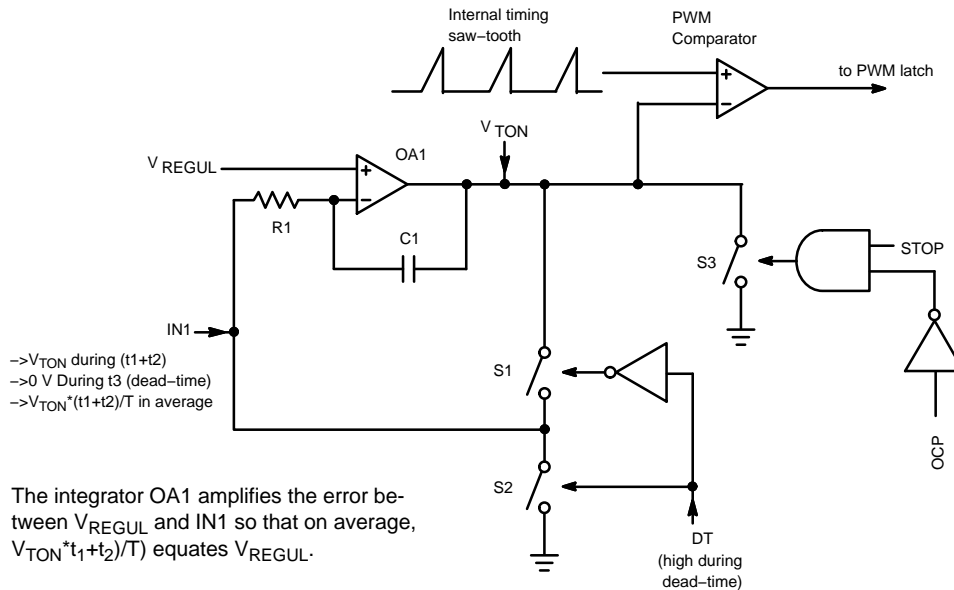 Internal timing
saw−tooth
PWM
Comparator
to PWM latch
V TON
OA1
V REGUL
R1
C1
S3
STOP
IN1
−>VTON during (t1+t2)
−>0 V During t3 (dead−time)
−>VTON*(t1+t2)/T in average
S1
OCP
S2
The integrator OA1 amplifies the error be-
tween VREGUL and IN1 so that on average,
VTON*t1+t2)/T) equates VREGUL.
DT
(high during
dead−time)